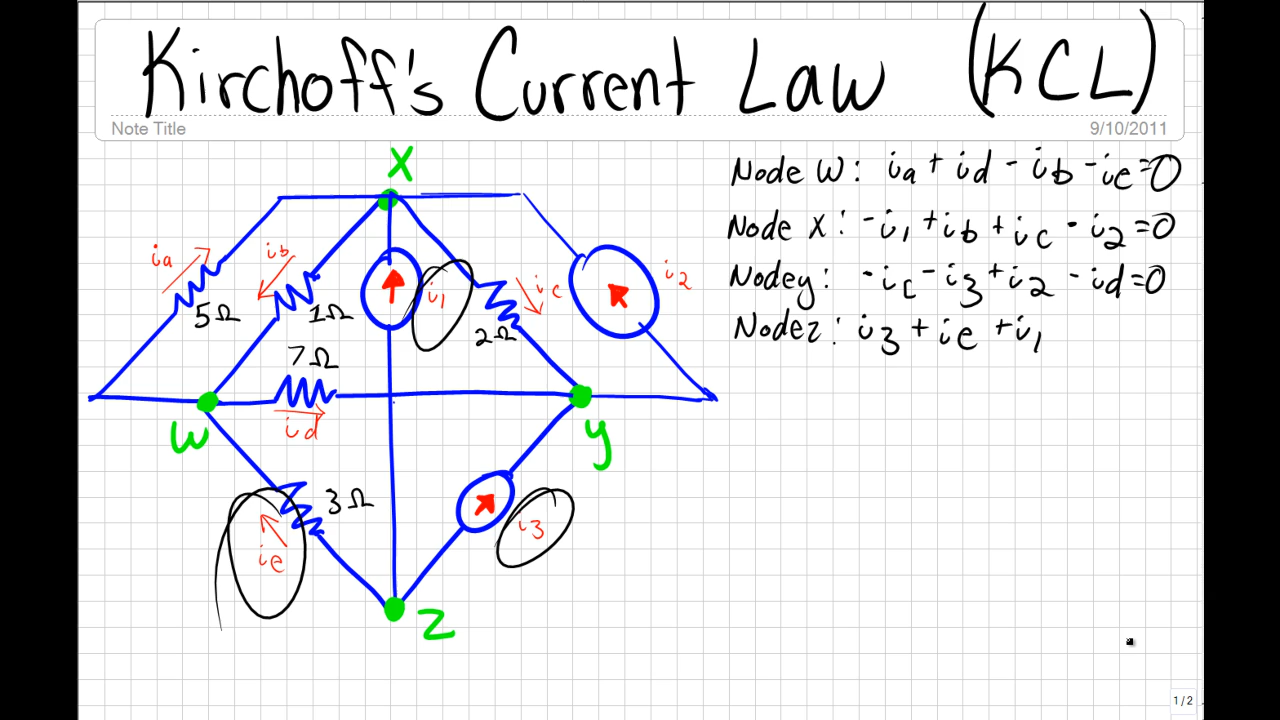 Kirchoff's Current Law (KCL)
Note Title
9/10/2011
X
Node W: ia + id - ib - ie = 0
Node X: -i1 + ib + ic - i2 = 0
Node y: -ic - i3 + i2 - id = 0
Node z: i3 + ie + i1
ia
ib
i1
ic
i2
5Ω
1Ω
2Ω
7Ω
id
W
y
3Ω
i3
ie
Z
1/2